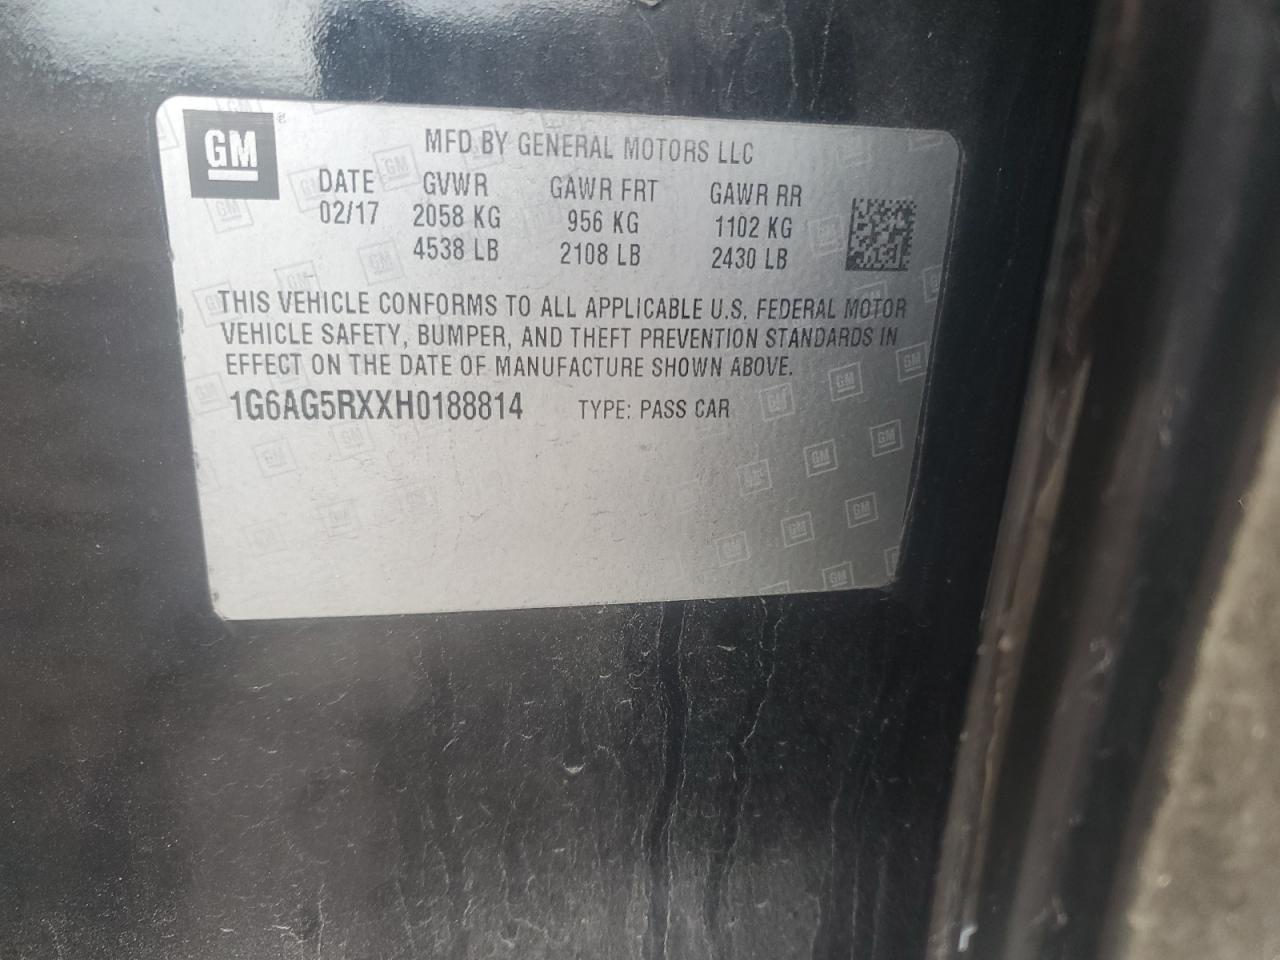 GM
MFD BY GENERAL MOTORS LLC
DATE GVWR GAWR FRT GAWR RR
02/17 2058 KG 956 KG 1102 KG
4538 LB 2108 LB 2430 LB
THIS VEHICLE CONFORMS TO ALL APPLICABLE U.S. FEDERAL MOTOR
VEHICLE SAFETY, BUMPER, AND THEFT PREVENTION STANDARDS IN
EFFECT ON THE DATE OF MANUFACTURE SHOWN ABOVE.
1G6AG5RXXH0188814 TYPE: PASS CAR